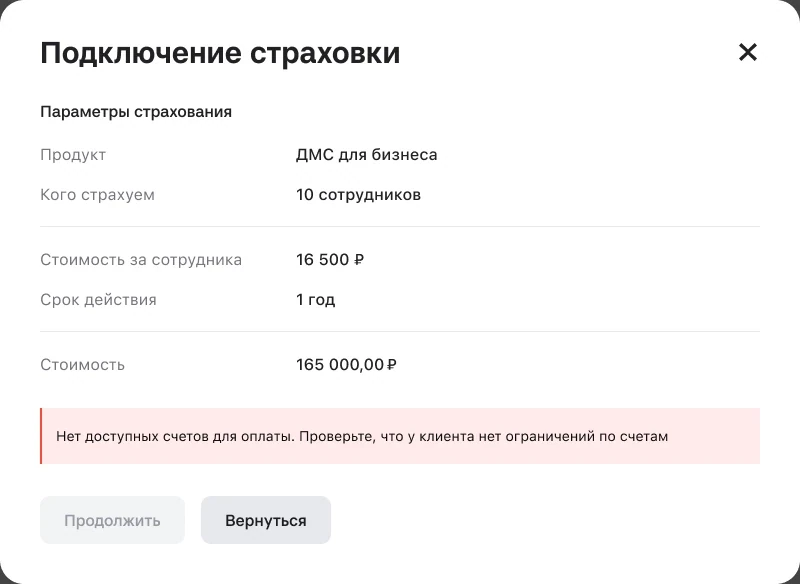 Подключение страховки
Параметры страхования
Продукт ДМС для бизнеса
Кого страхуем 10 сотрудников
Стоимость за сотрудника 16 500 ₽
Срок действия 1 год
Стоимость 165 000,00 ₽
Нет доступных счетов для оплаты. Проверьте, что у клиента нет ограничений по счетам
Продолжить Вернуться